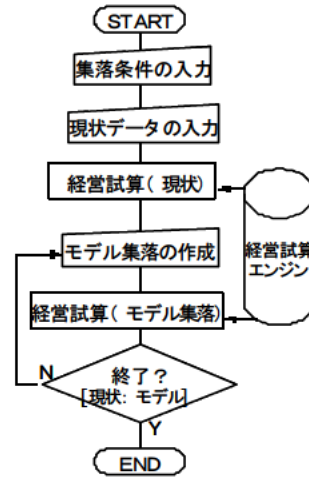 START
集落条件の入力
現状データの入力
経営試算( 現状)
経営試算
エンジン
モデル集落の作成
経営試算( モデル集落)
N
終了?
[現状: モデル]
Y
END